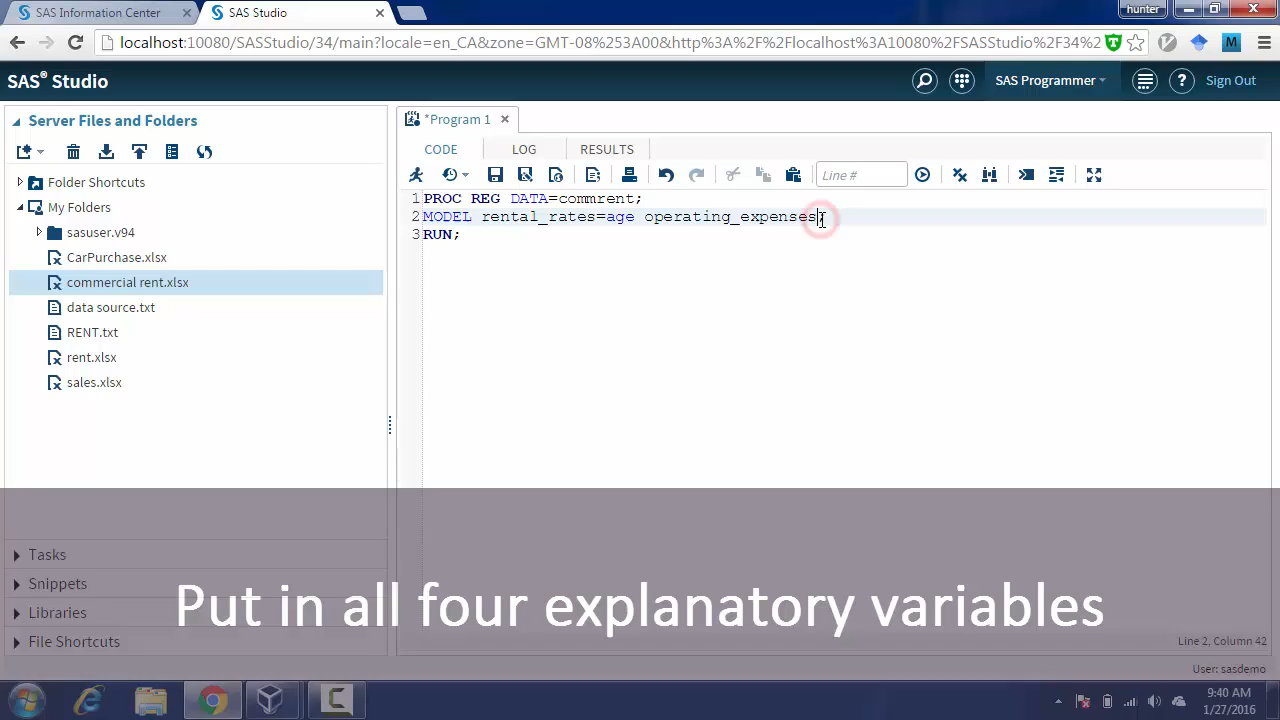 SAS Information Center
SAS Studio
hunter
localhost:10080/SASStudio/34/main?locale=en_CA&zone=GMT-08%253A00&http%3A%2F%2Flocalhost%3A10080%2FSASStudio%2F34%2
SAS® Studio
SAS Programmer
Sign Out
Server Files and Folders
Folder Shortcuts
My Folders
sasuser.v94
CarPurchase.xlsx
commercial rent.xlsx
data source.txt
RENT.txt
rent.xlsx
sales.xlsx
Tasks
Snippets
Libraries
File Shortcuts
*Program 1
CODE LOG RESULTS
Line #
1 PROC REG DATA=commrent;
2 MODEL rental_rates=age operating_expenses;
3 RUN;
Put in all four explanatory variables
Line 2, Column 42
User: sasdemo
9:40 AM
1/27/2016